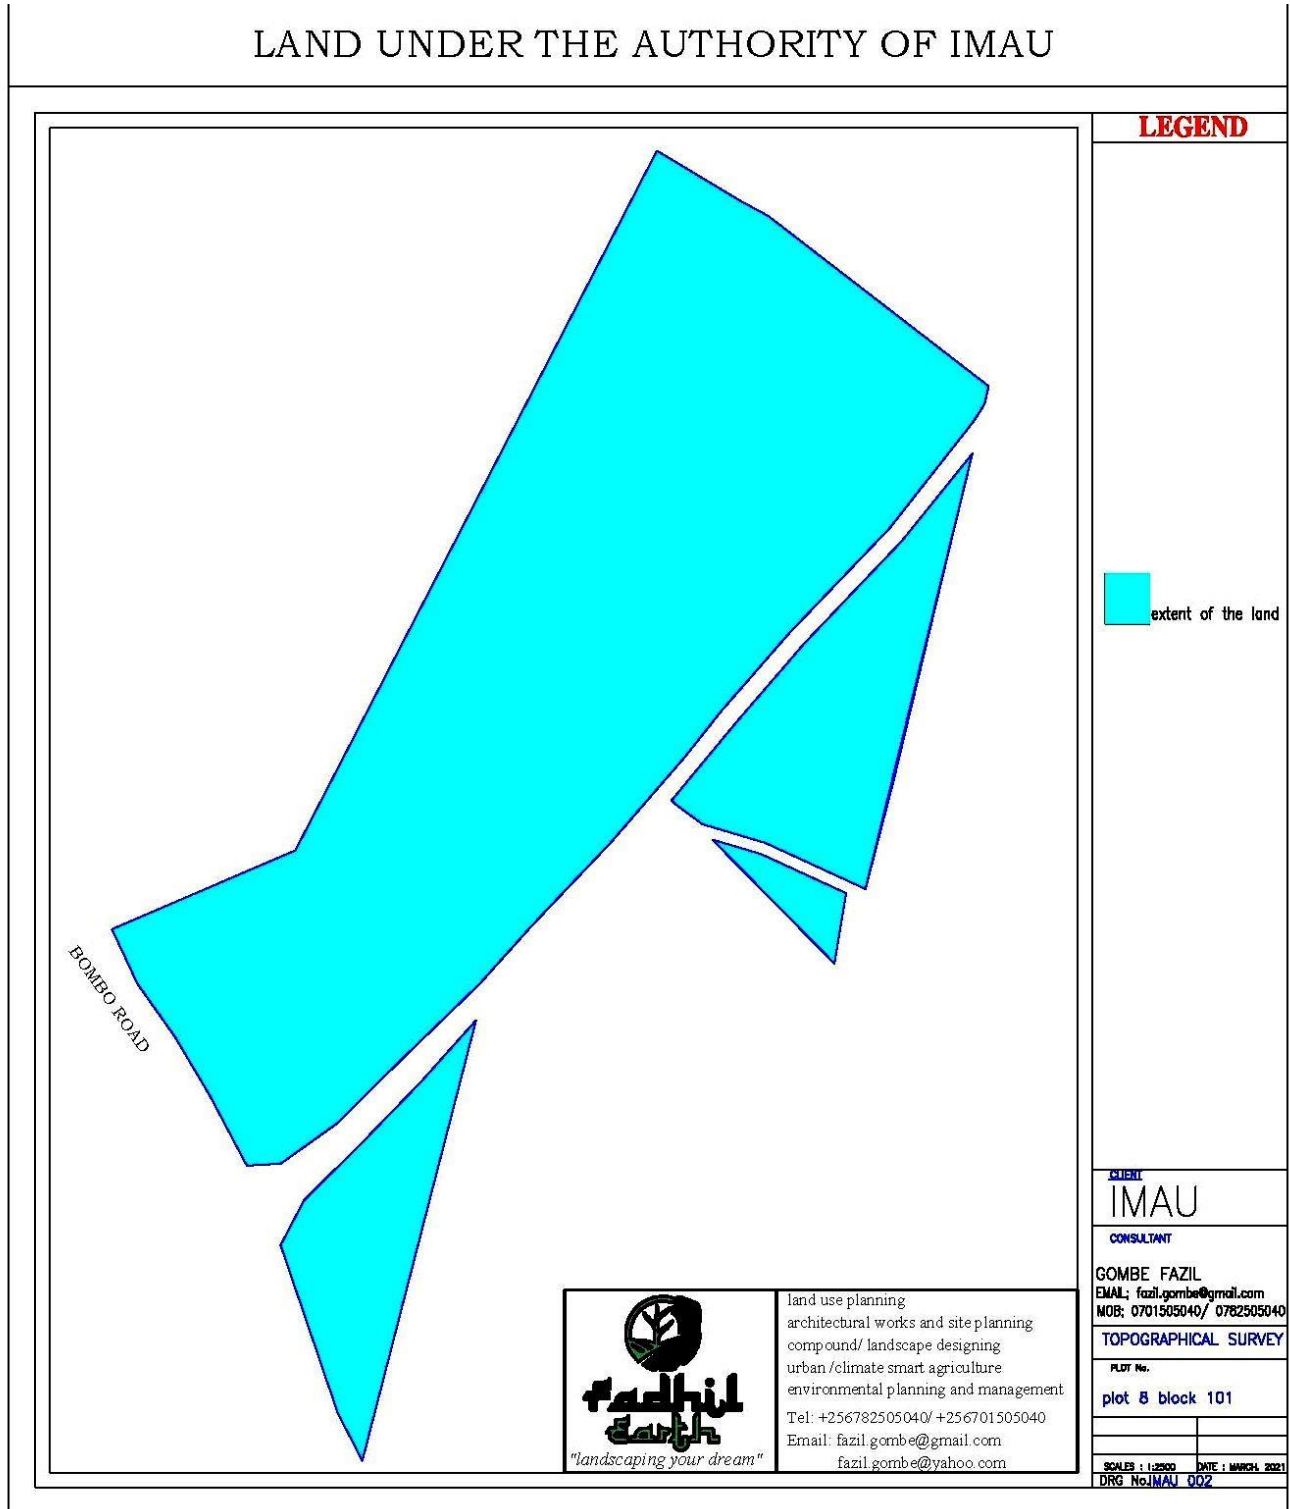 LAND UNDER THE AUTHORITY OF IMAU
LEGEND
extent of the land
BOMBO ROAD
CLIENT
IMAU
CONSULTANT
GOMBE FAZIL
EMAIL; fazil.gombe@gmail.com
MOB; 0701505040/ 0782505040
TOPOGRAPHICAL SURVEY
PLOT No.
plot 8 block 101
SCALES : 1:2500 DATE : MARCH, 2021
DRG No.IMAU 002
Fadhil
Earth
"landscaping your dream"
land use planning
architectural works and site planning
compound/ landscape designing
urban /climate smart agriculture
environmental planning and management
Tel: +256782505040/ +256701505040
Email: fazil.gombe@gmail.com
fazil.gombe@yahoo.com